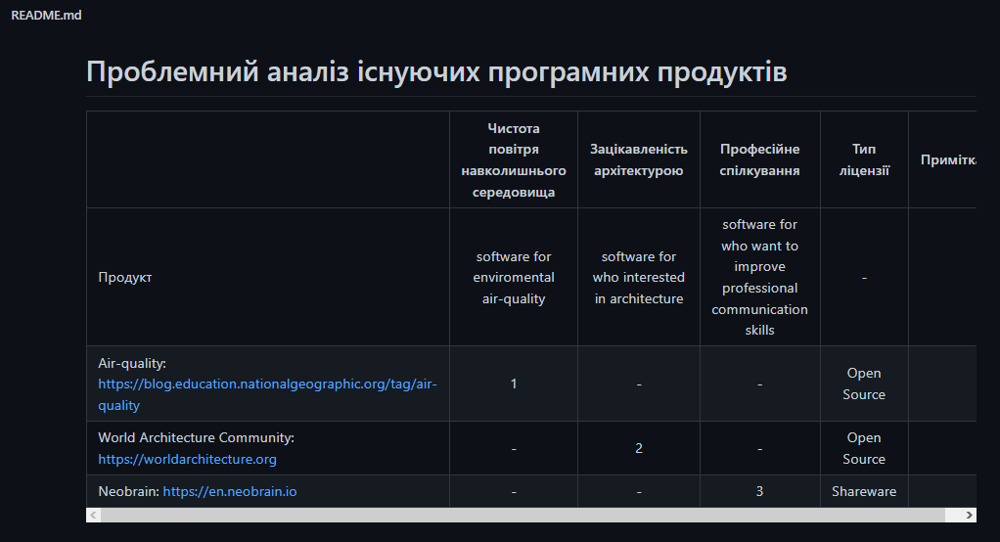 README.md
Проблемний аналіз існуючих програмних продуктів
Чистота
повітря
навколишнього
середовища
Зацікавленість
архітектурою
Професійне
спілкування
Тип
ліцензії
Примітка
Продукт
software for
enviromental
air-quality
software for
who interested
in architecture
software for
who want to
improve
professional
communication
skills
-
Air-quality:
https://blog.education.nationalgeographic.org/tag/air-
quality
1
-
-
Open
Source
World Architecture Community:
https://worldarchitecture.org
-
2
-
Open
Source
Neobrain: https://en.neobrain.io
-
-
3
Shareware